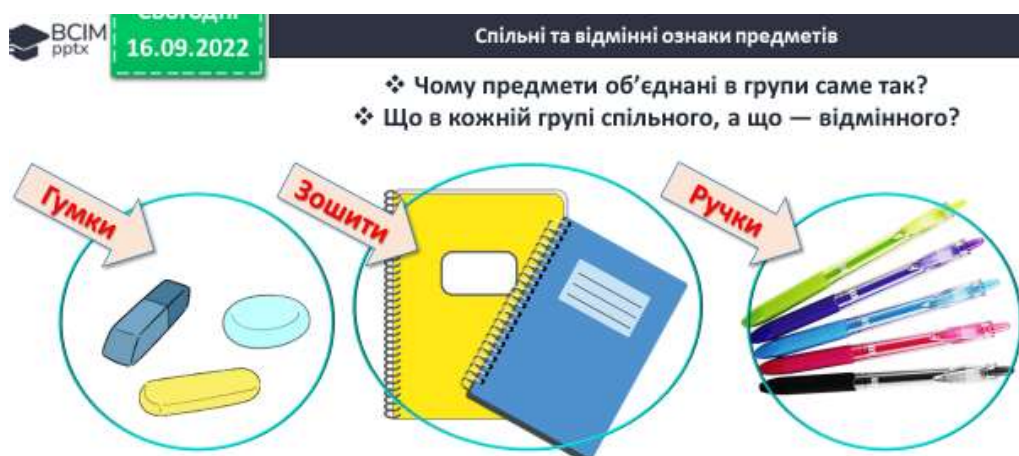 ВСІМ
pptx
Сьогодні
16.09.2022
Спільні та відмінні ознаки предметів
❖ Чому предмети об’єднані в групи саме так?
❖ Що в кожній групі спільного, а що — відмінного?
Гумки
Зошити
Ручки